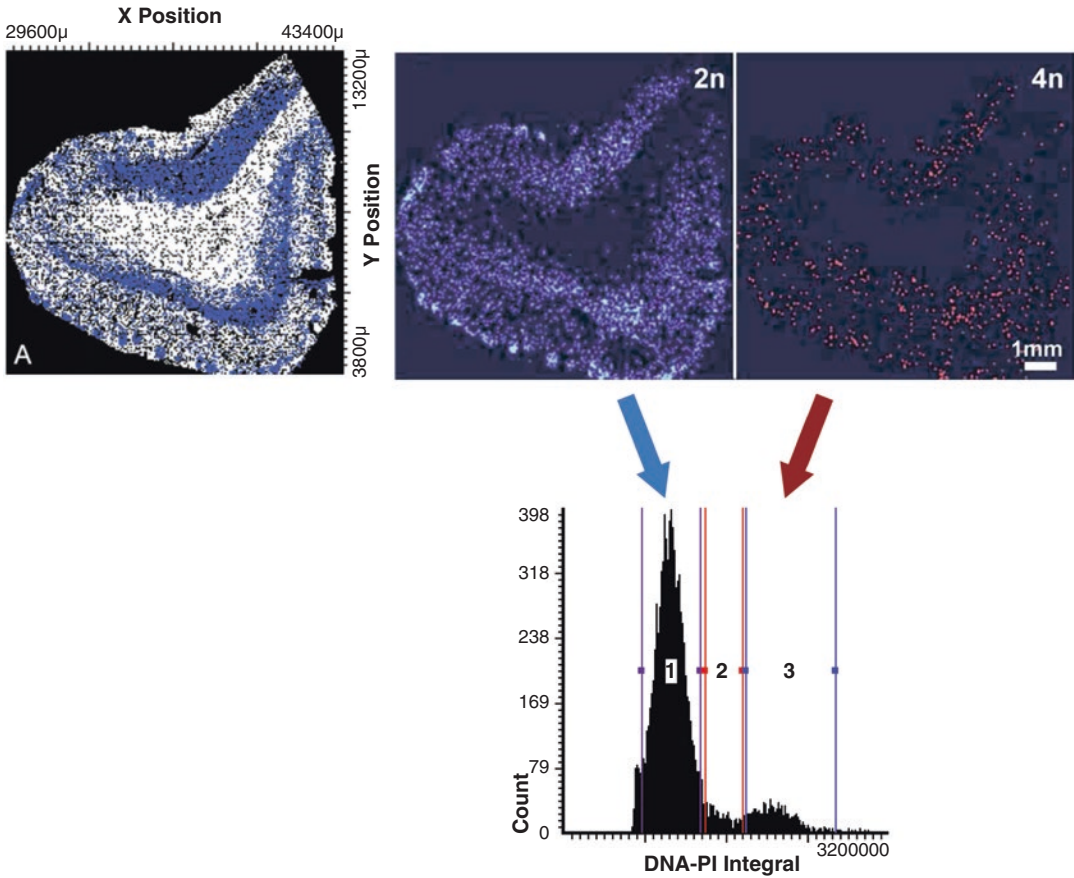 X Position
29600μ 43400μ
13200μ
Y Position
3800μ
A
2n
4n
1mm
398
318
238
169
79
0
Count
1
2
3
3200000
DNA-PI Integral